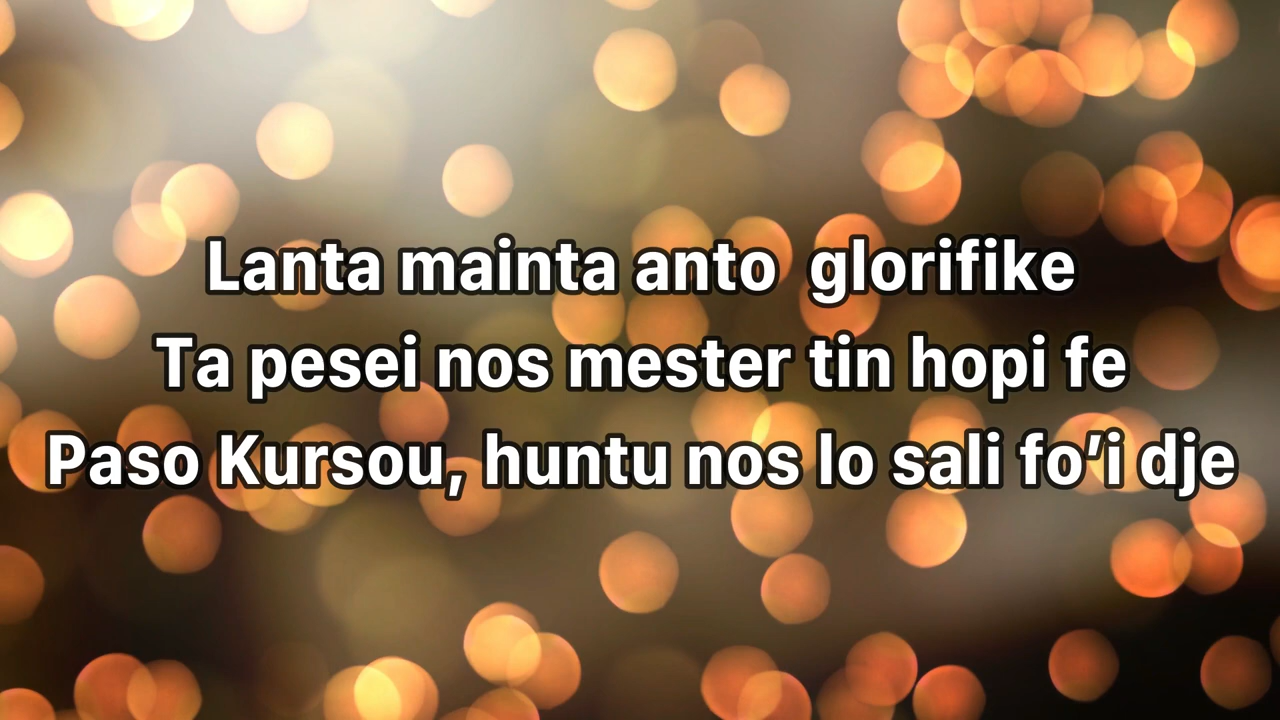 Lanta mainta anto  glorifike
Ta pesei nos mester tin hopi fe
Paso Kursou, huntu nos lo sali fo’i dje